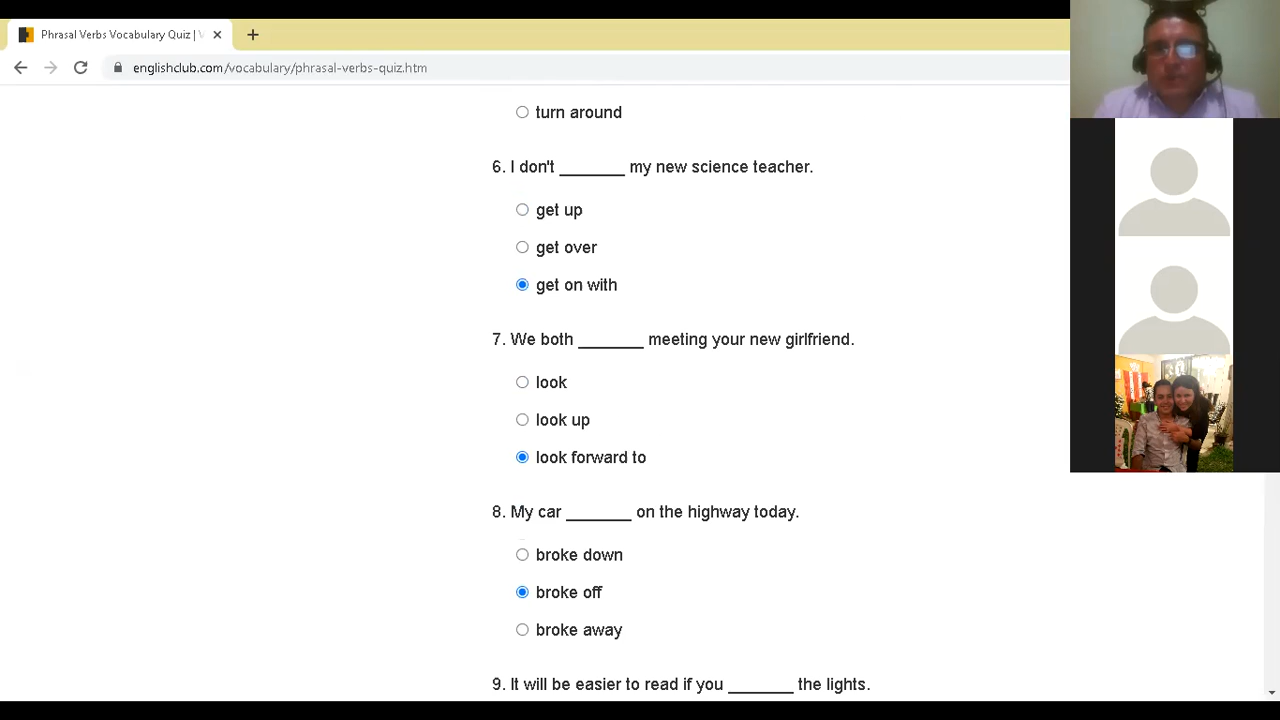 Phrasal Verbs Vocabulary Quiz | V
englishclub.com/vocabulary/phrasal-verbs-quiz.htm
turn around
6. I don't _______ my new science teacher.
get up
get over
get on with
7. We both _______ meeting your new girlfriend.
look
look up
look forward to
8. My car _______ on the highway today.
broke down
broke off
broke away
9. It will be easier to read if you _______ the lights.